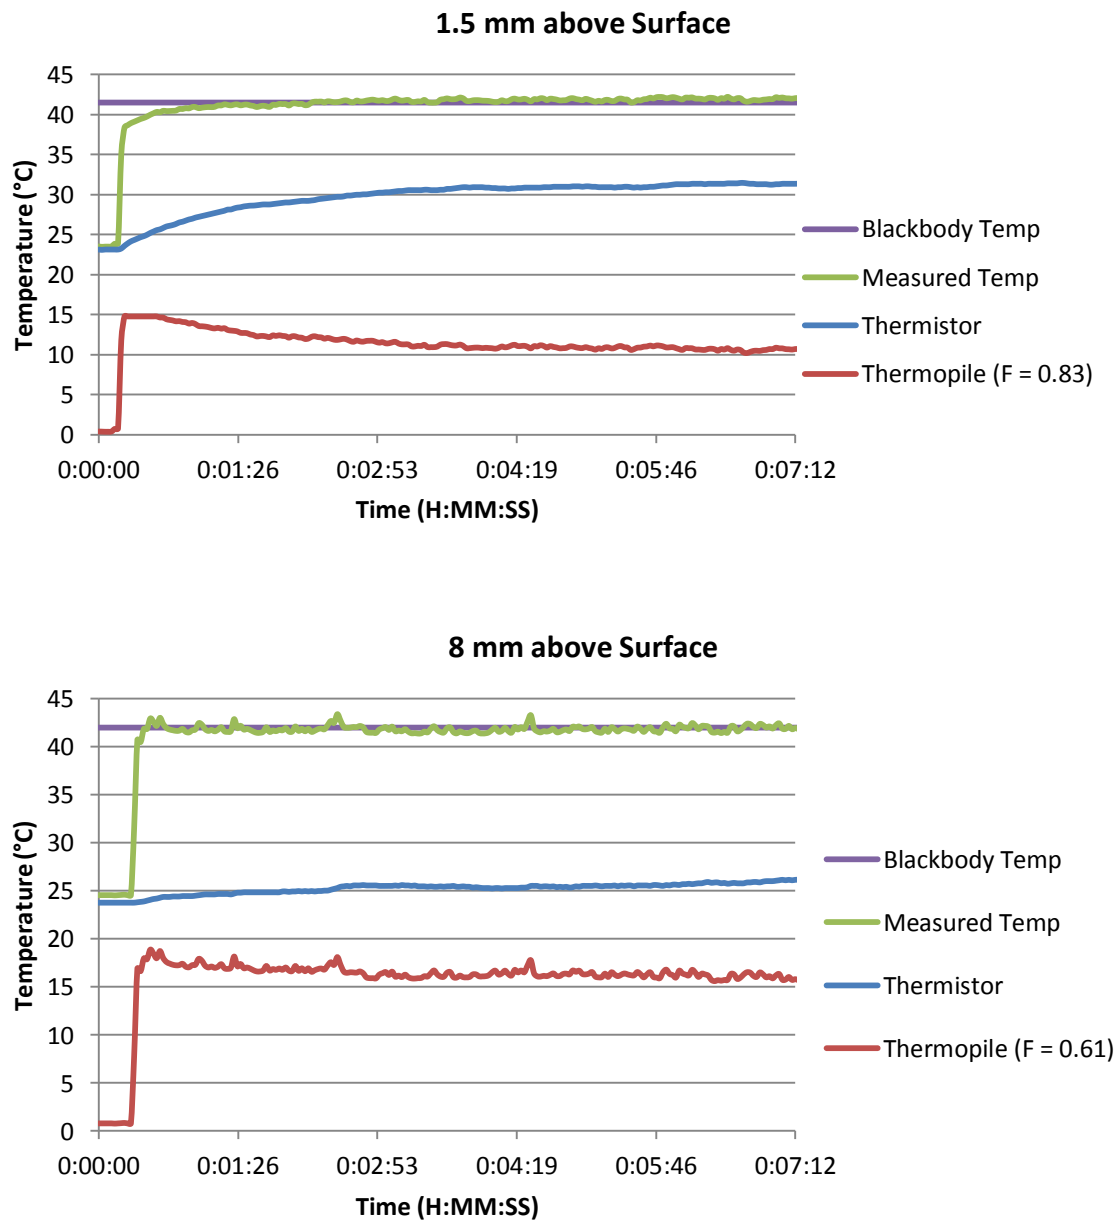 1.5 mm above Surface
45
40
35
30
25
20
15
10
5
0
Temperature (°C)
0:00:00 0:01:26 0:02:53 0:04:19 0:05:46 0:07:12
Time (H:MM:SS)
Blackbody Temp
Measured Temp
Thermistor
Thermopile (F = 0.83)
8 mm above Surface
45
40
35
30
25
20
15
10
5
0
Temperature (°C)
0:00:00 0:01:26 0:02:53 0:04:19 0:05:46 0:07:12
Time (H:MM:SS)
Blackbody Temp
Measured Temp
Thermistor
Thermopile (F = 0.61)